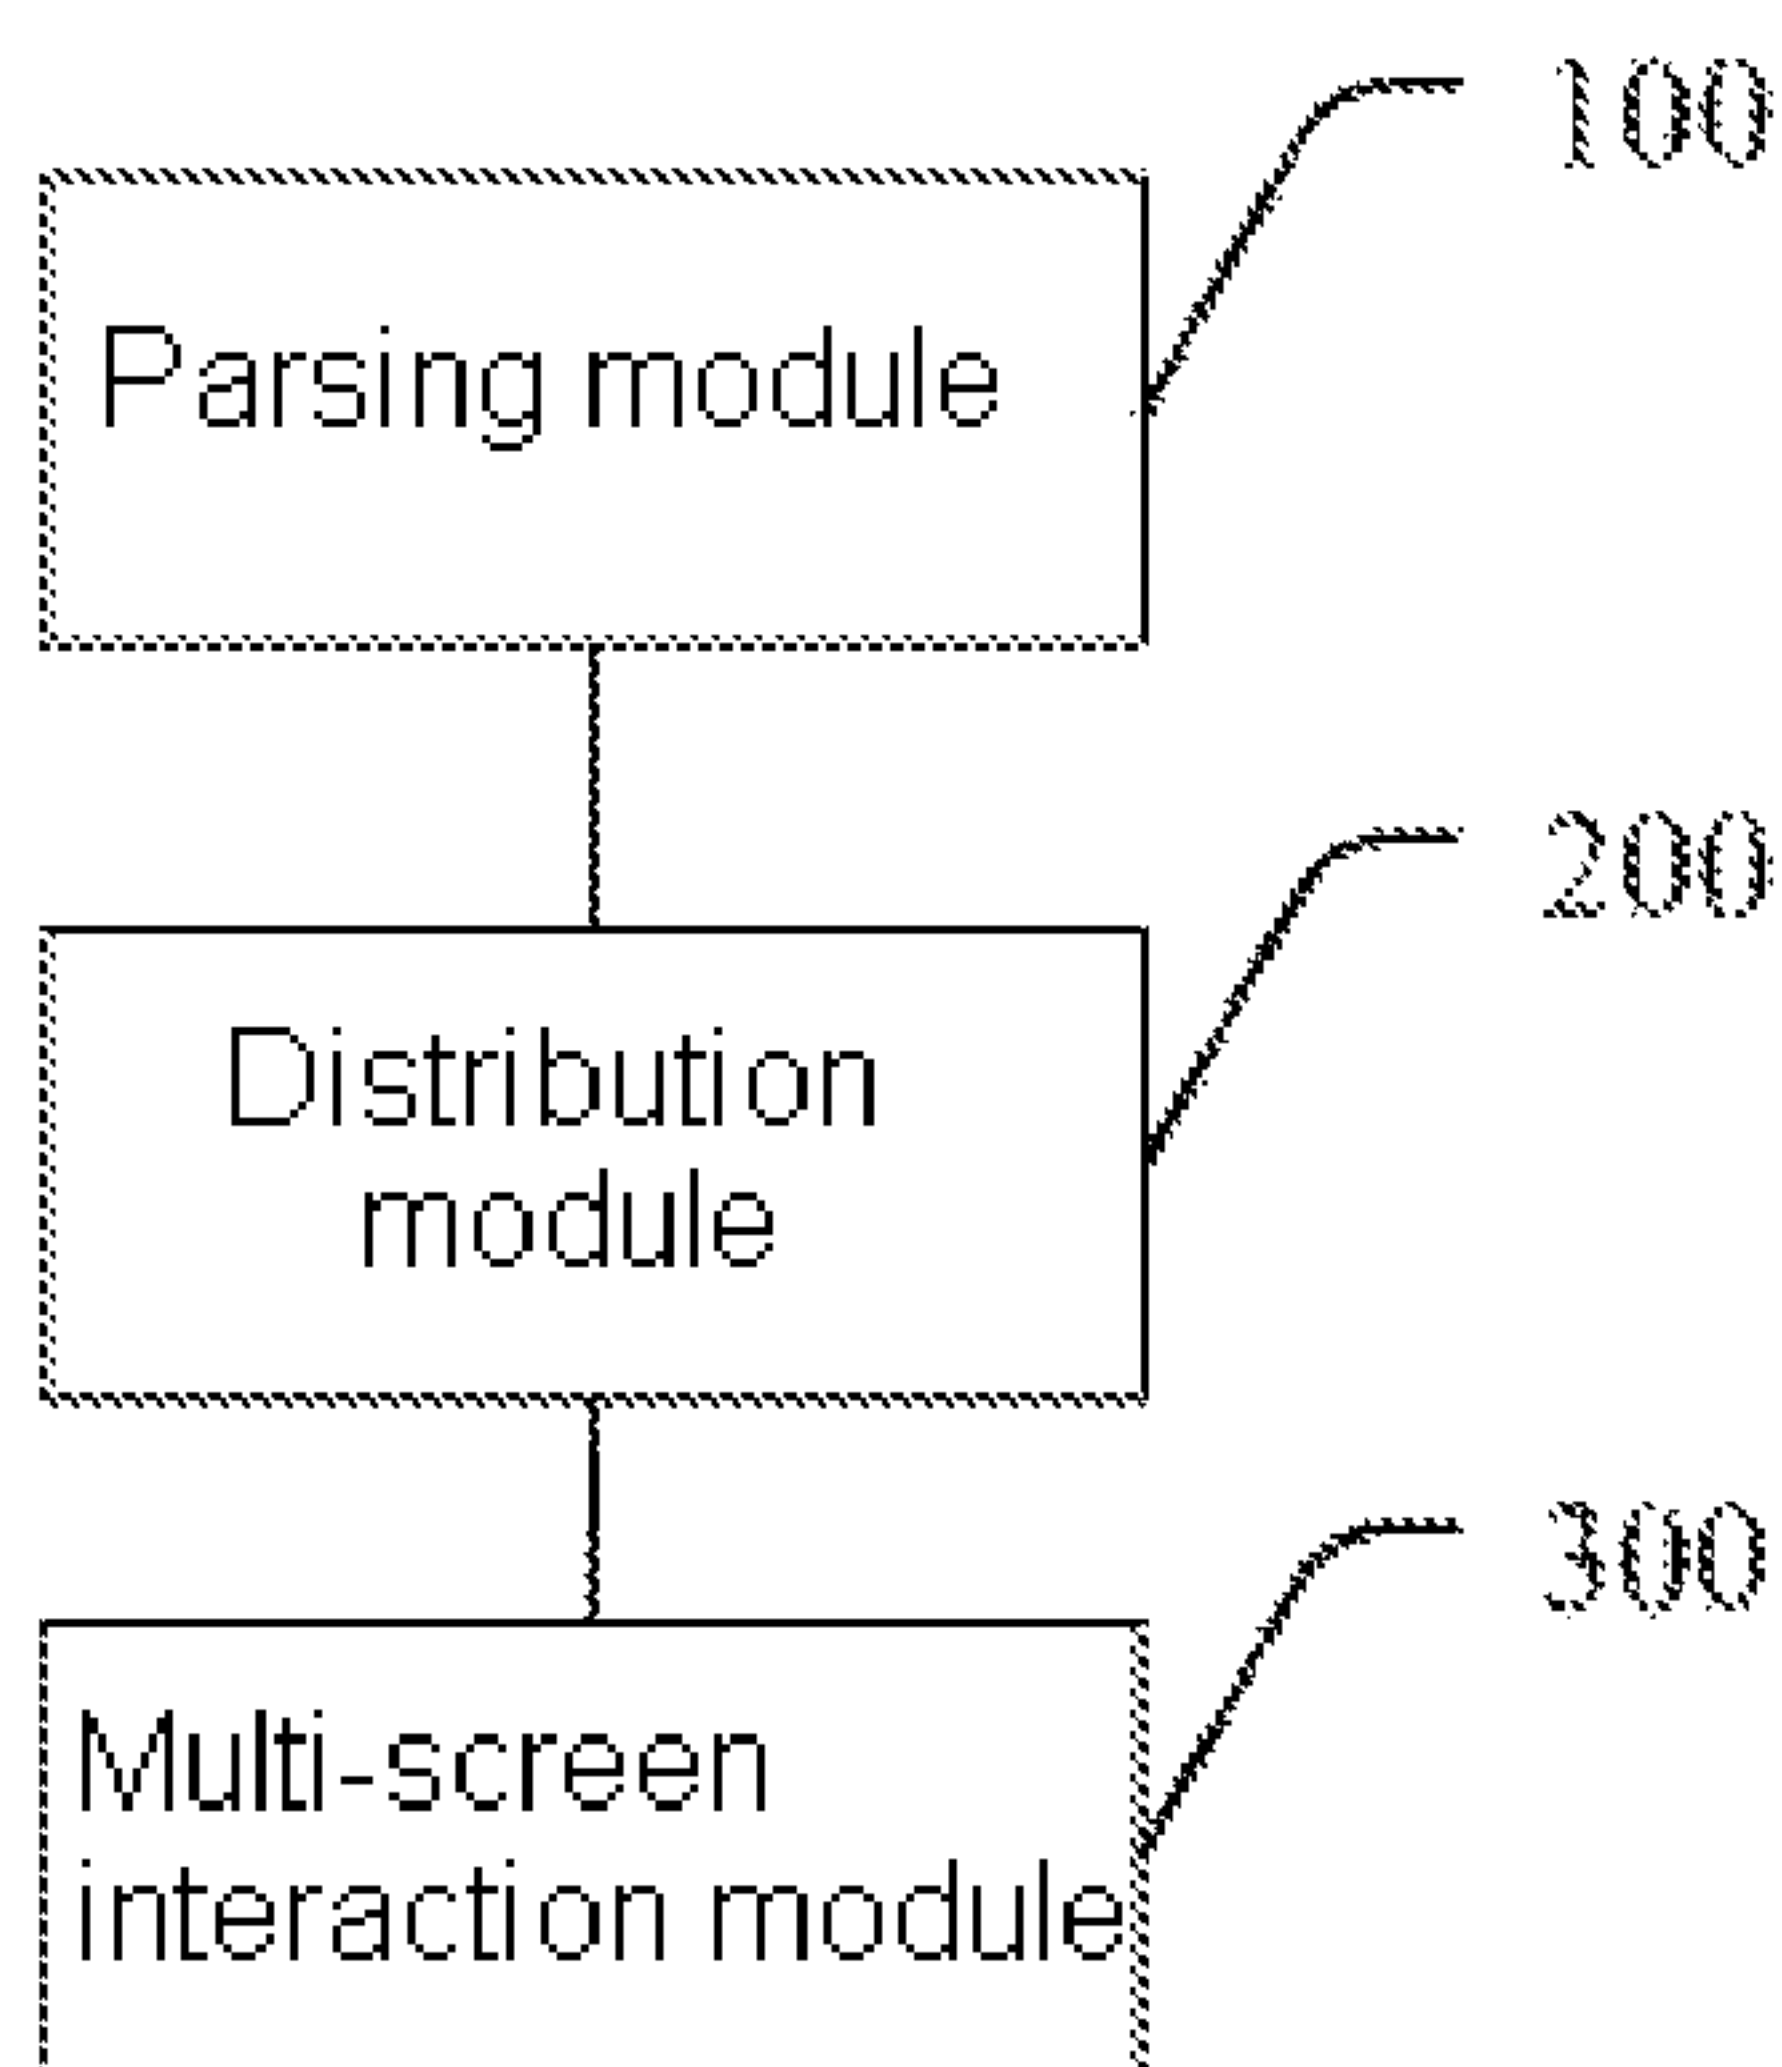 100
Parsing module
200
Distribution
module
300
Multi-screen
interaction module